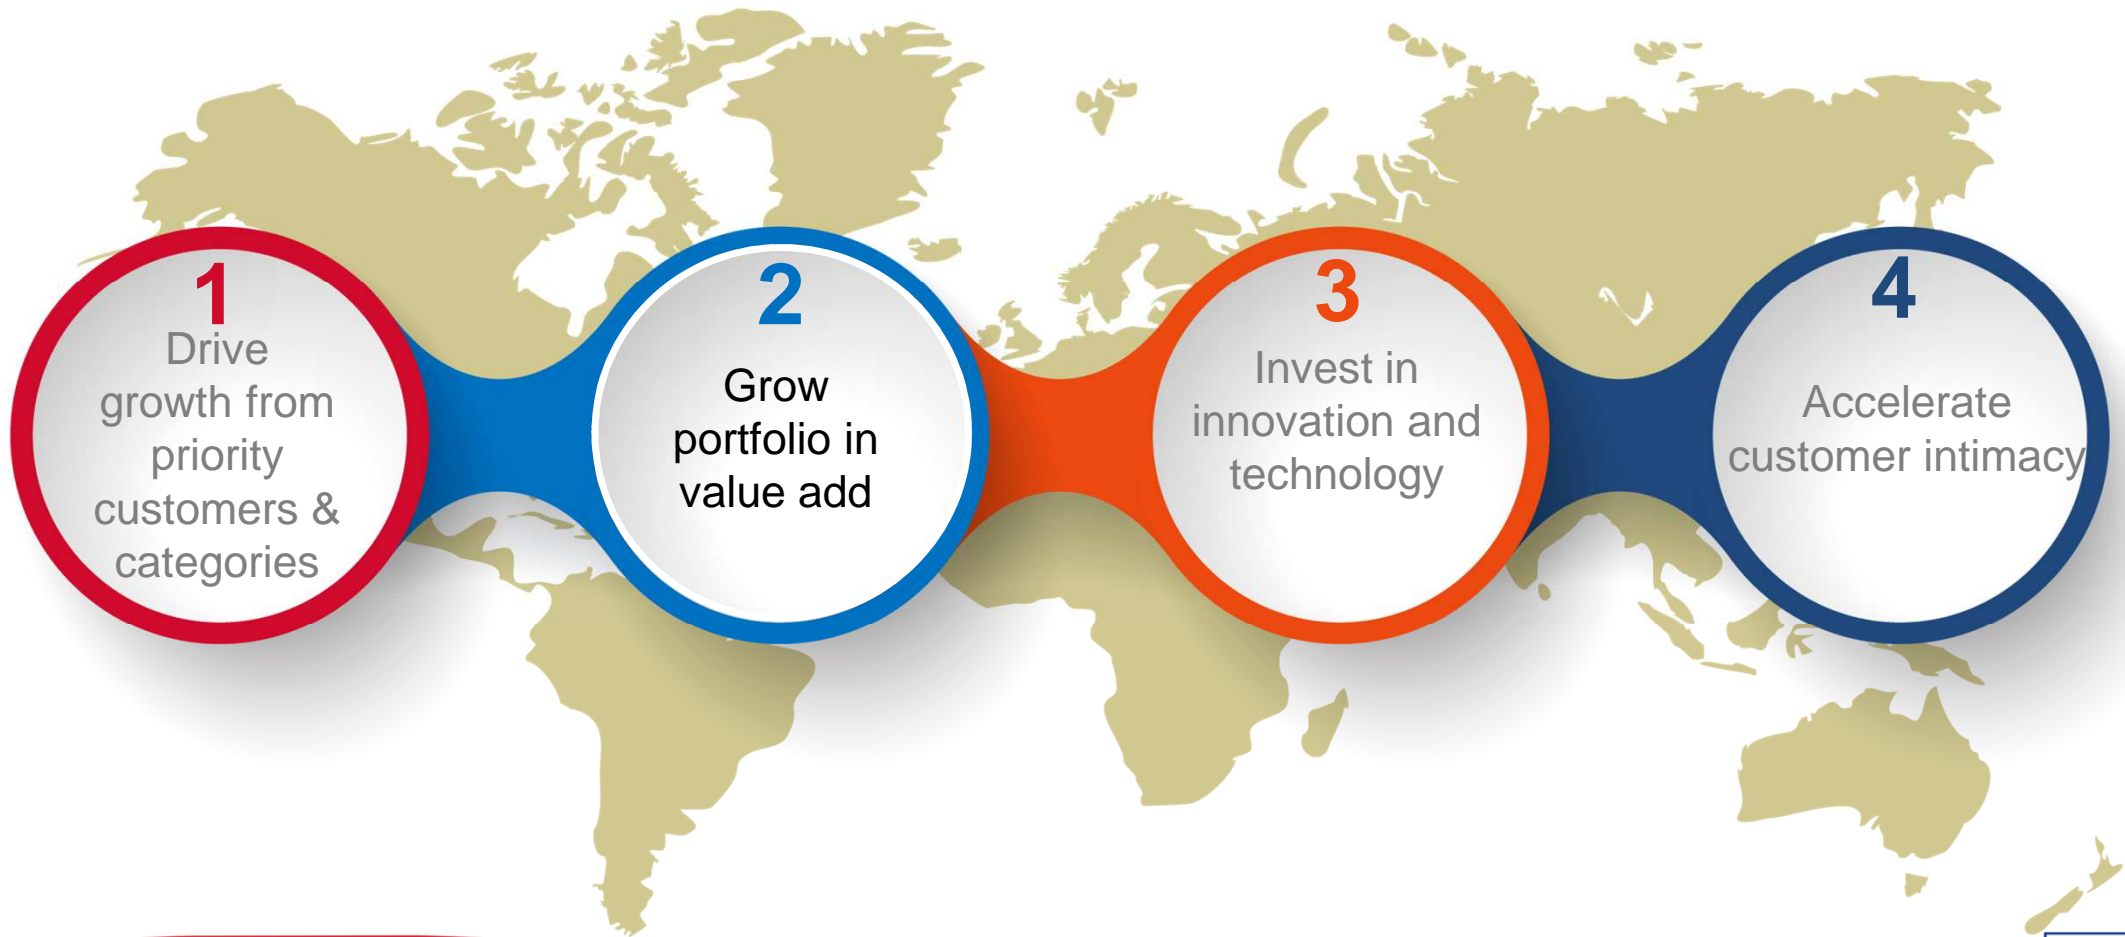 1
Drive
growth from
priority
customers &
categories
2
Grow
portfolio in
value add
3
Invest in
innovation and
technology
4
Accelerate
customer intimacy